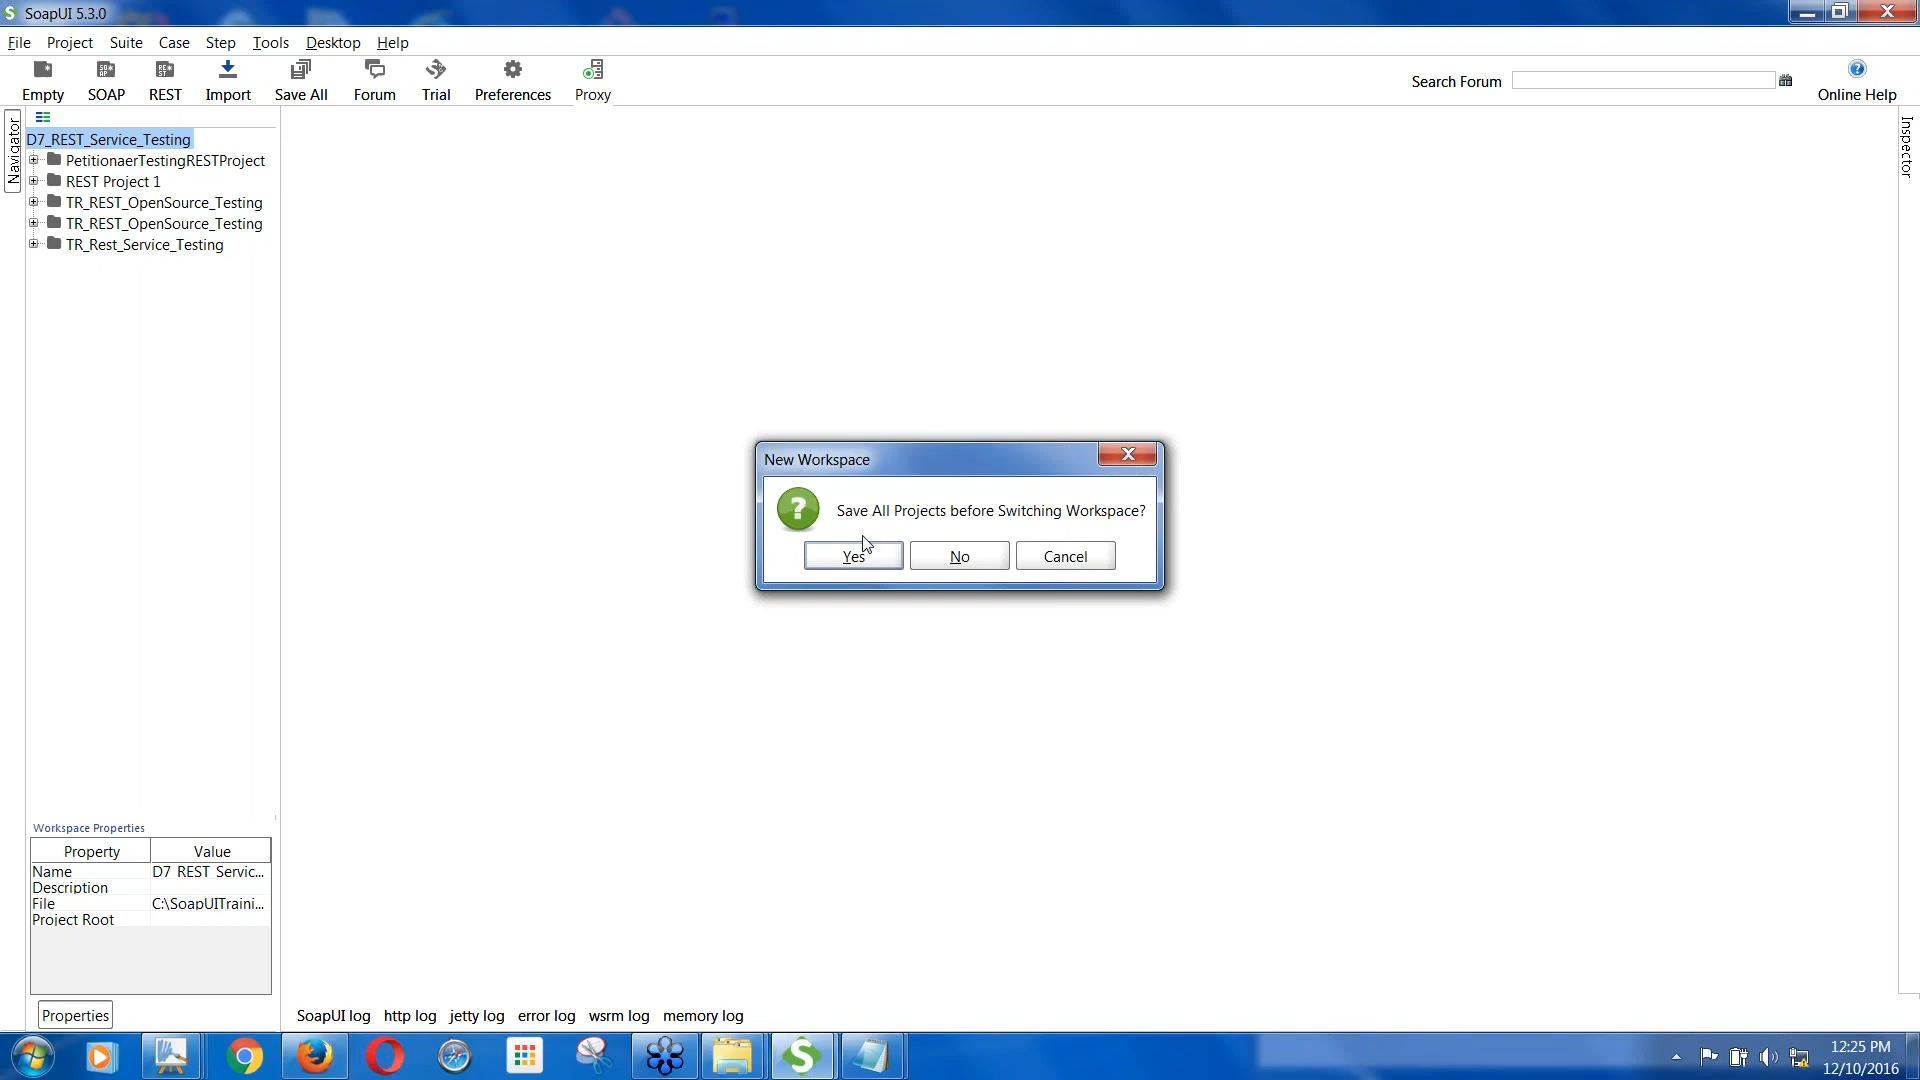 SoapUI 5.3.0
File Project Suite Case Step Tools Desktop Help
Empty SOAP REST Import Save All Forum Trial Preferences Proxy
Search Forum
Online Help
Navigator
Inspector
D7_REST_Service_Testing
PetitionaerTestingRESTProject
REST Project 1
TR_REST_OpenSource_Testing
TR_REST_OpenSource_Testing
TR_Rest_Service_Testing
New Workspace
Save All Projects before Switching Workspace?
Yes No Cancel
Workspace Properties
Property Value
Name D7 REST Servic...
Description
File C:\SoapUITraini...
Project Root
Properties
SoapUI log http log jetty log error log wsrm log memory log
12:25 PM
12/10/2016